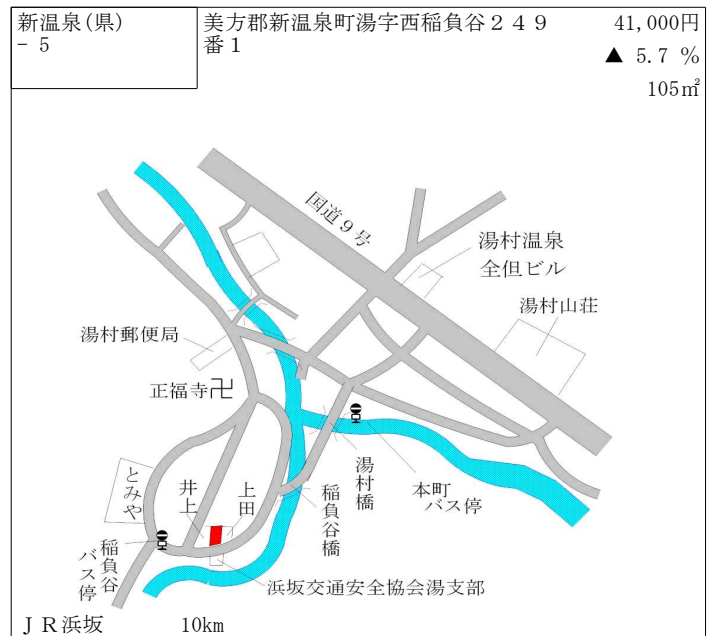 新温泉(県)
- 5
美方郡新温泉町湯字西稲負谷249
番1
41,000円
▲ 5.7 %
105㎡
国道9号
湯村温泉
全但ビル
湯村山荘
湯村郵便局
正福寺卍
とみや
井上
上田
稲負谷橋
湯村橋
本町
バス停
稲負谷
バス停
浜坂交通安全協会湯支部
JR浜坂 10km